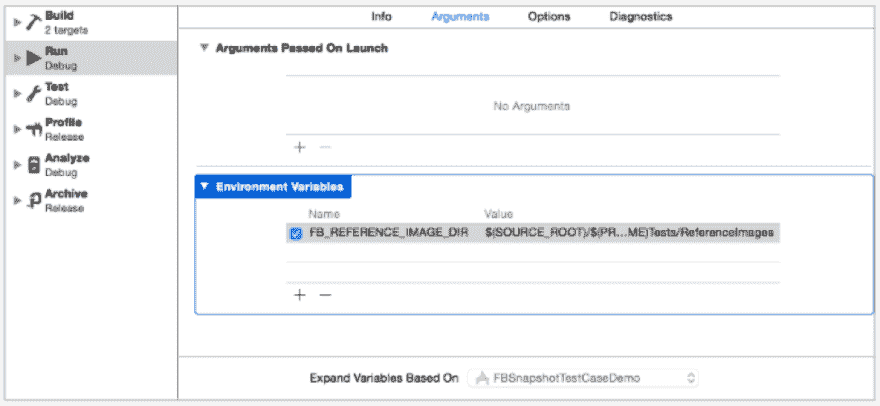 Build
2 targets
Run
Debug
Test
Debug
Profile
Release
Analyze
Debug
Archive
Release
Info Arguments Options Diagnostics
Arguments Passed On Launch
No Arguments
Environment Variables
Name Value
FB_REFERENCE_IMAGE_DIR $(SOURCE_ROOT)/$(PR...ME)Tests/ReferenceImages
Expand Variables Based On FBSnapshotTestCaseDemo